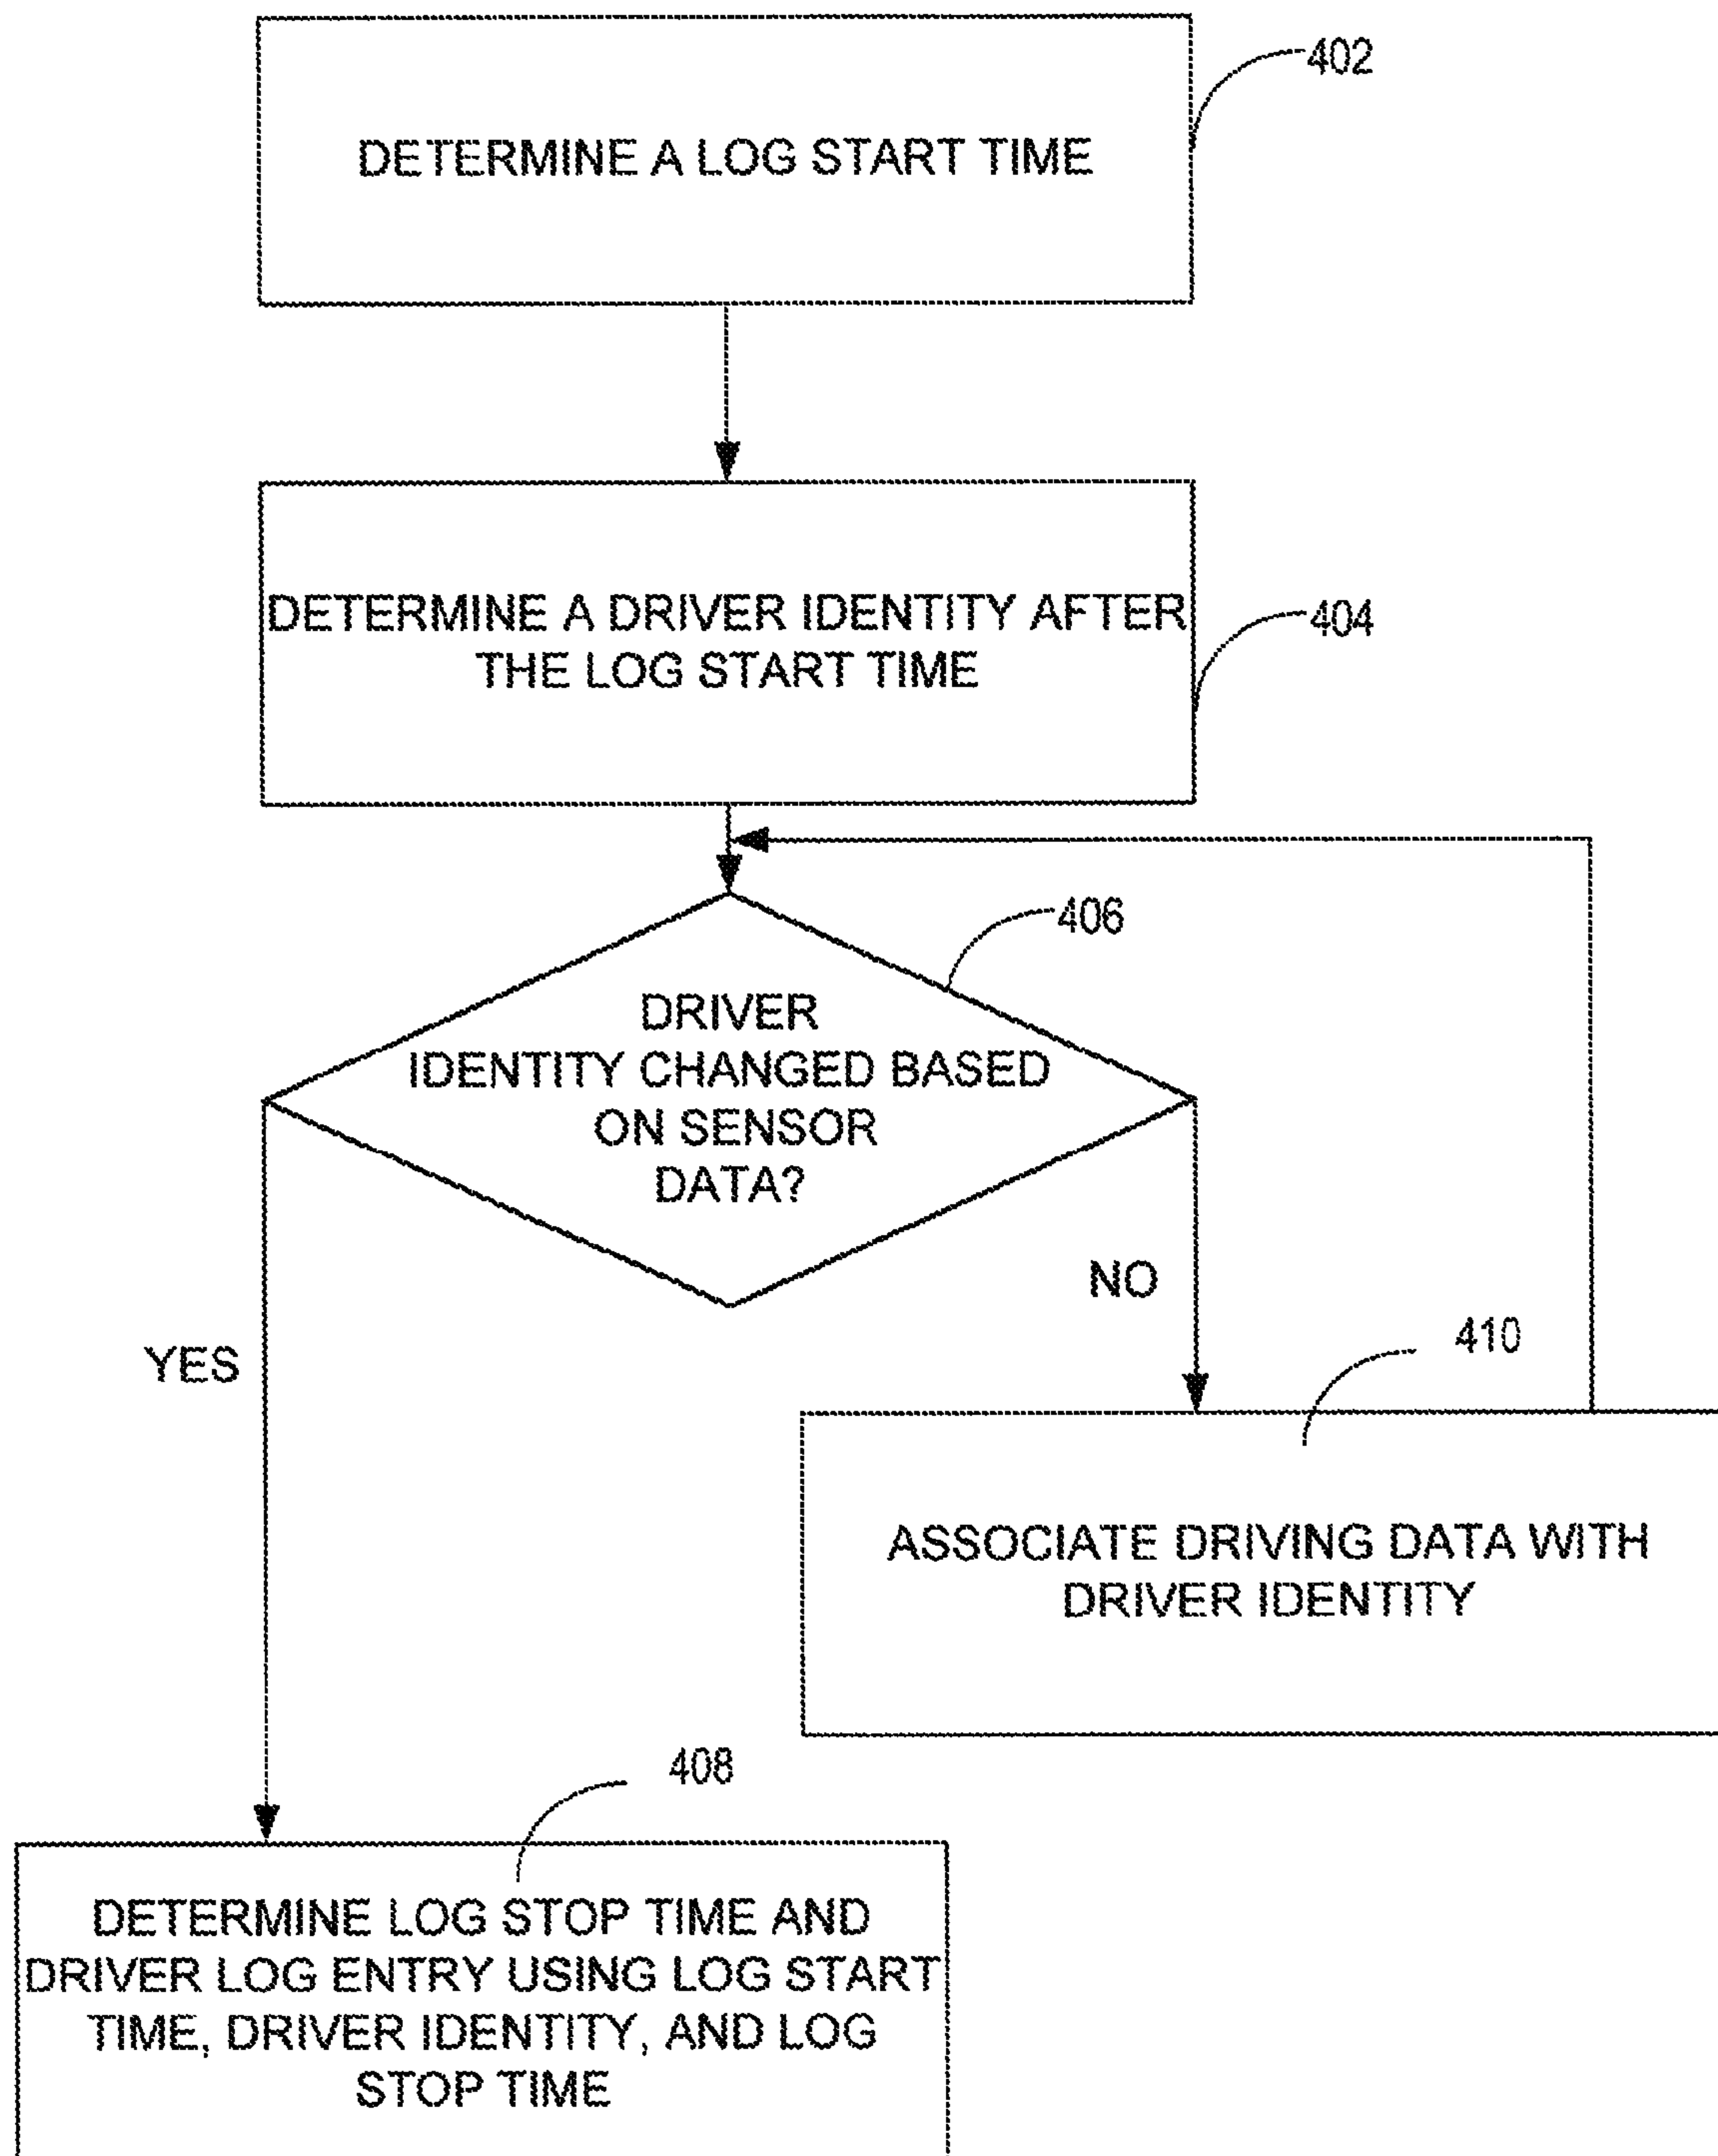 402
DETERMINE A LOG START TIME
DETERMINE A DRIVER IDENTITY AFTER
THE LOG START TIME
404
406
DRIVER
IDENTITY CHANGED BASED
ON SENSOR
DATA?
NO
YES
410
ASSOCIATE DRIVING DATA WITH
DRIVER IDENTITY
408
DETERMINE LOG STOP TIME AND
DRIVER LOG ENTRY USING LOG START
TIME, DRIVER IDENTITY, AND LOG
STOP TIME